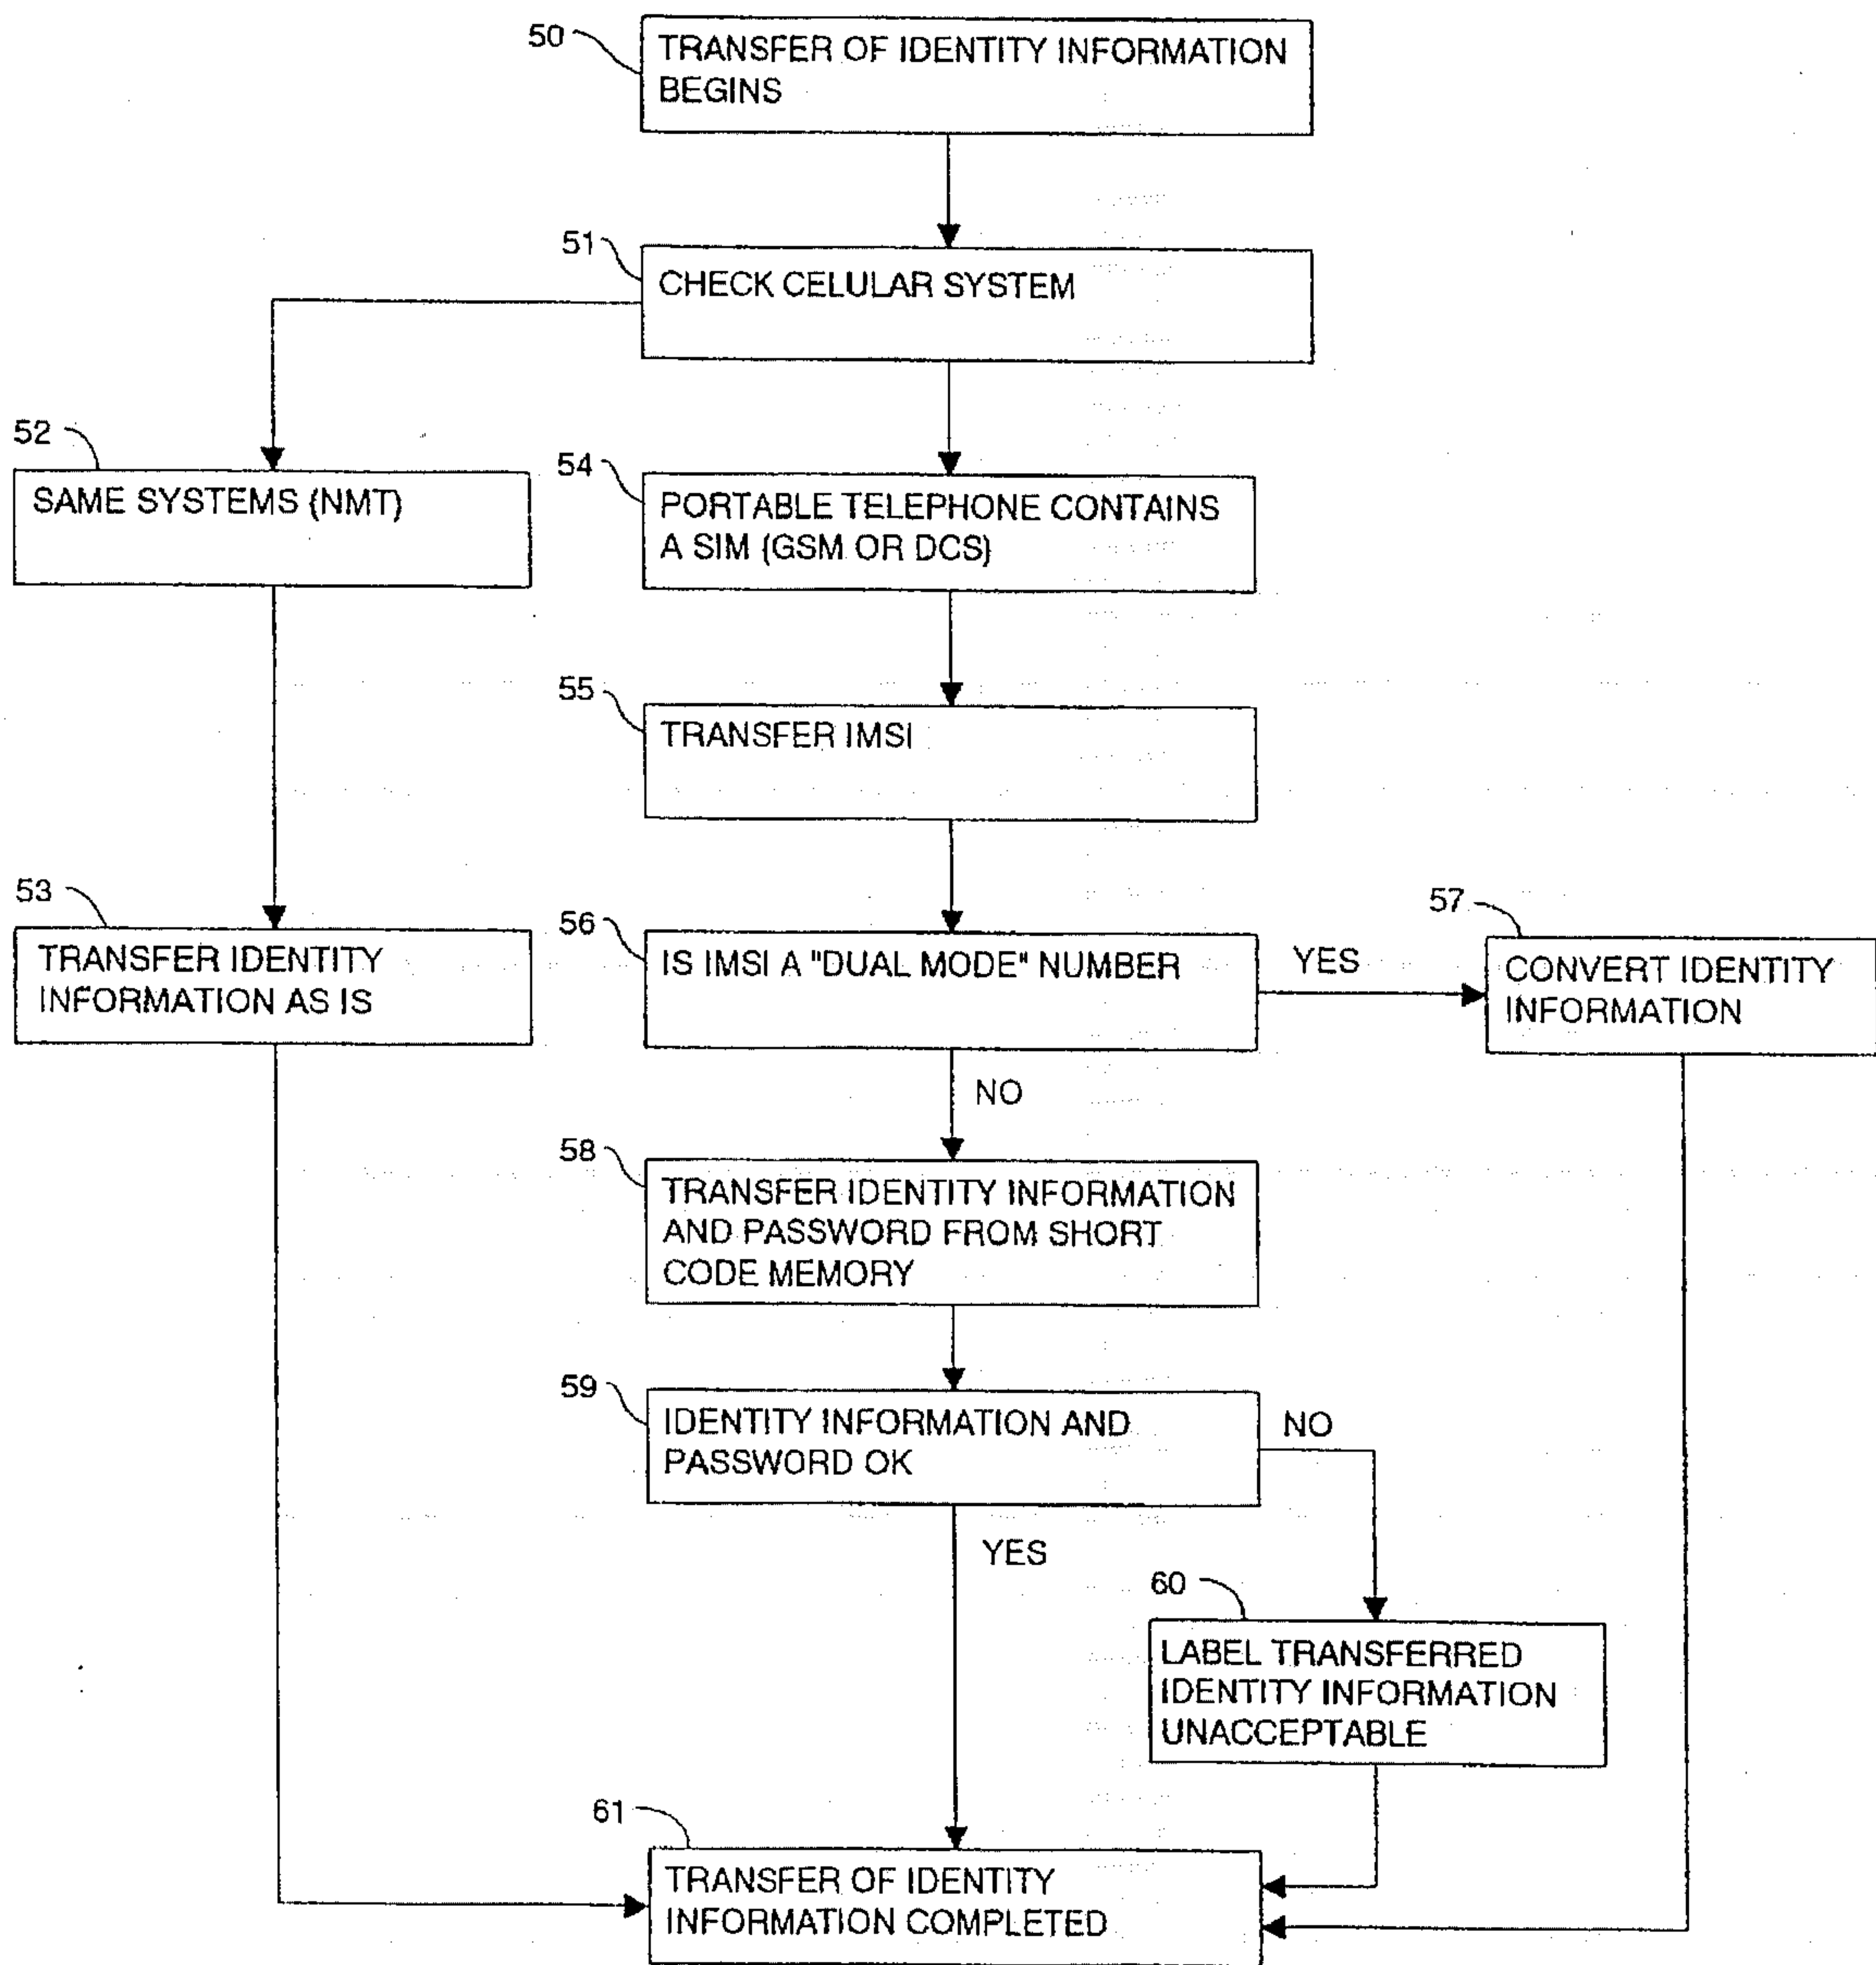 50
TRANSFER OF IDENTITY INFORMATION
BEGINS
51
CHECK CELULAR SYSTEM
52
SAME SYSTEMS (NMT)
54
PORTABLE TELEPHONE CONTAINS
A SIM (GSM OR DCS)
55
TRANSFER IMSI
53
TRANSFER IDENTITY
INFORMATION AS IS
56
IS IMSI A "DUAL MODE" NUMBER
YES
57
CONVERT IDENTITY
INFORMATION
NO
58
TRANSFER IDENTITY INFORMATION
AND PASSWORD FROM SHORT
CODE MEMORY
59
IDENTITY INFORMATION AND
PASSWORD OK
NO
YES
60
LABEL TRANSFERRED
IDENTITY INFORMATION
UNACCEPTABLE
61
TRANSFER OF IDENTITY
INFORMATION COMPLETED